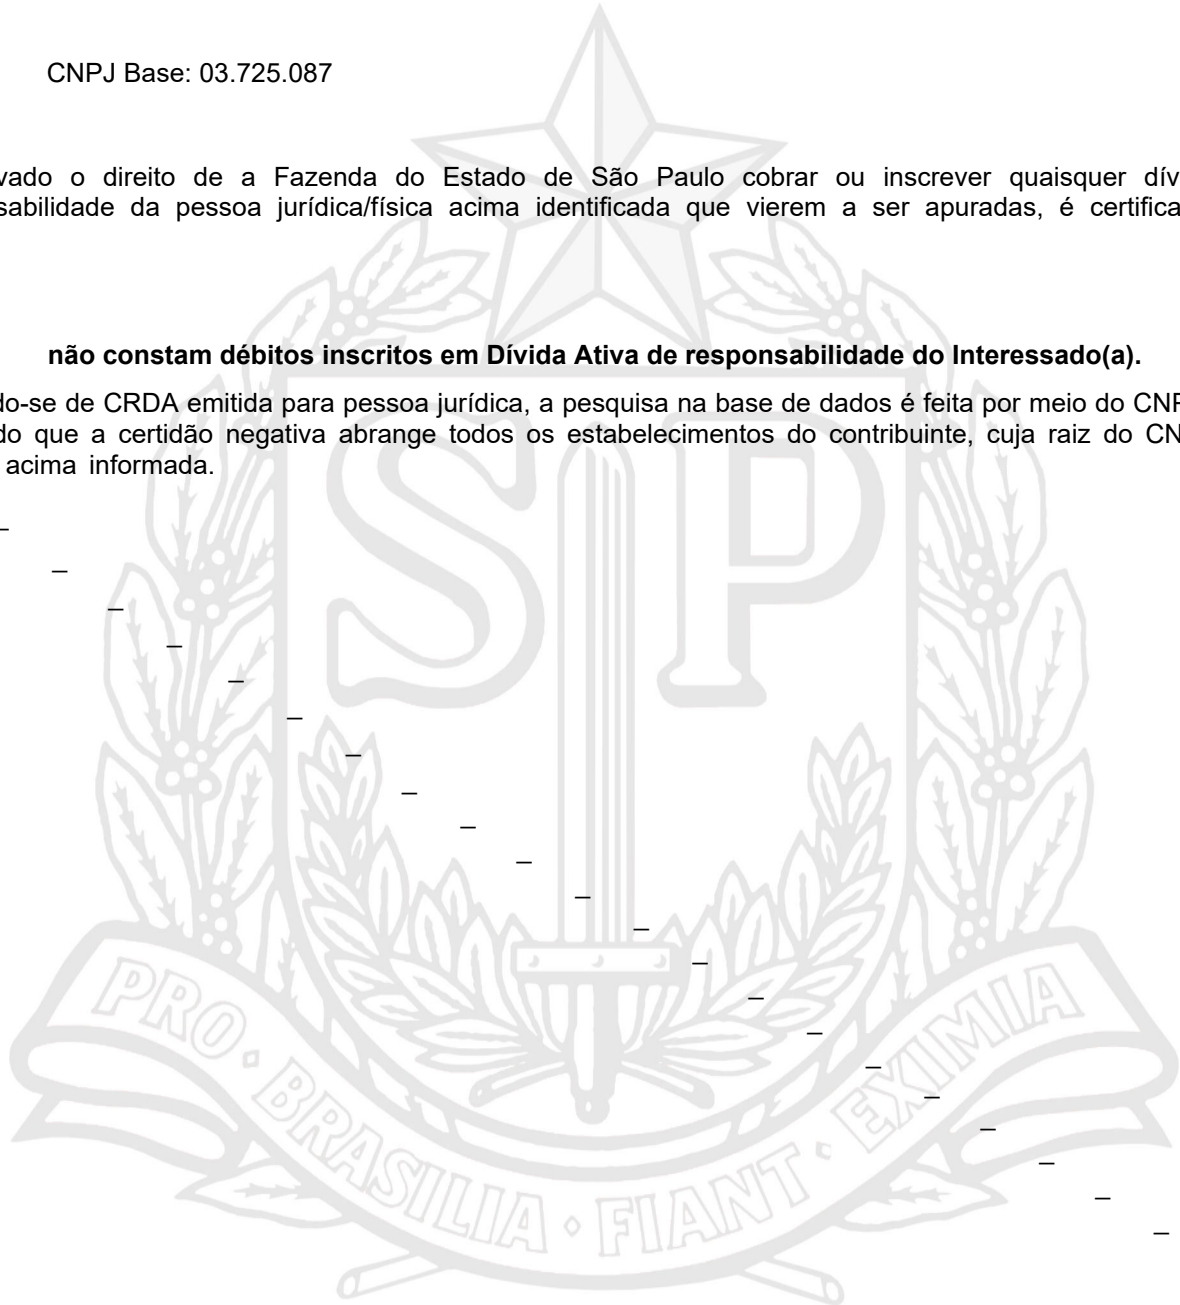 CNPJ Base: 03.725.087
vado o direito de a Fazenda do Estado de São Paulo cobrar ou inscrever quaisquer dív
sabilidade da pessoa jurídica/física acima identificada que vierem a ser apuradas, é certifica
não constam débitos inscritos em Dívida Ativa de responsabilidade do Interessado(a).
do-se de CRDA emitida para pessoa jurídica, a pesquisa na base de dados é feita por meio do CNP
do que a certidão negativa abrange todos os estabelecimentos do contribuinte, cuja raiz do CN
acima informada.
SP
PRO BRASILIA FIANT EXIMIA